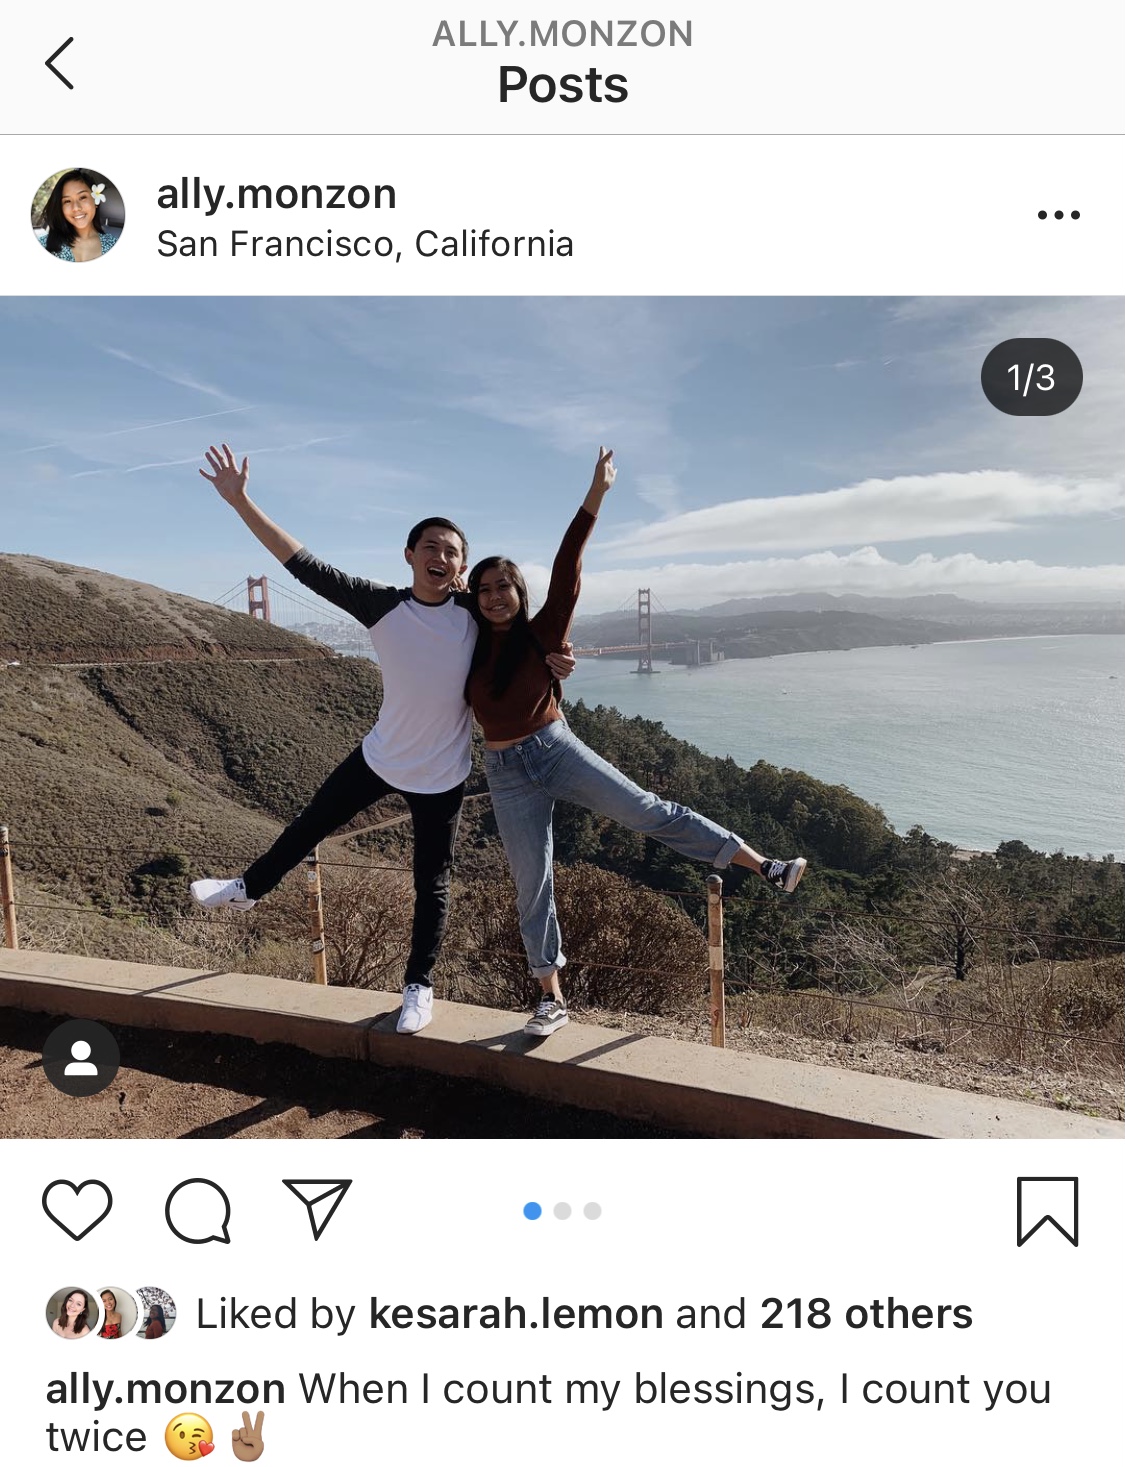 ALLY.MONZON
Posts
ally.monzon
San Francisco, California
1/3
Liked by kesarah.lemon and 218 others
ally.monzon When I count my blessings, I count you
twice 😘 ✌🏽